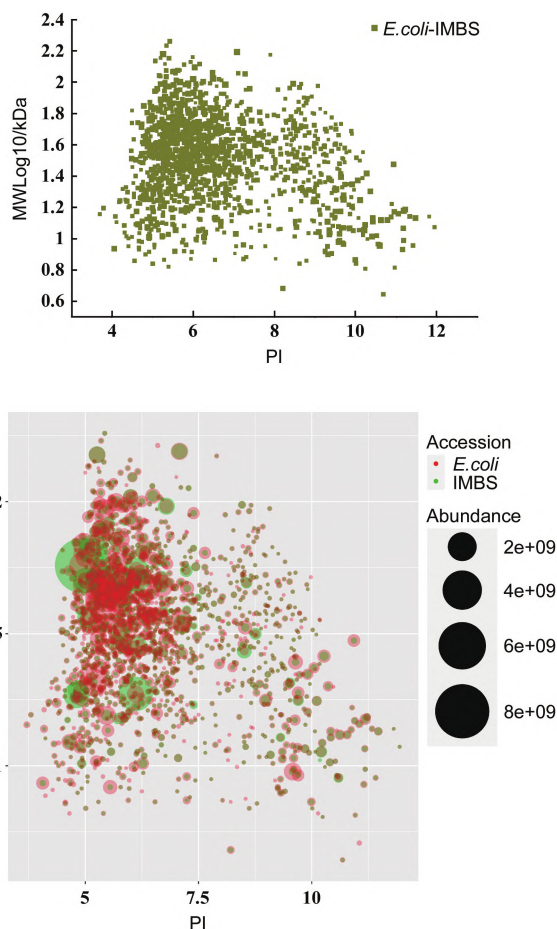 2.4
2.2
2
1.8
1.6
1.4
1.2
1
0.8
0.6
MWLog10/kDa
E.coli-IMBS
4 6 8 10 12
PI
Accession
E.coli
IMBS
Abundance
2e+09
4e+09
6e+09
8e+09
5 7.5 10
PI